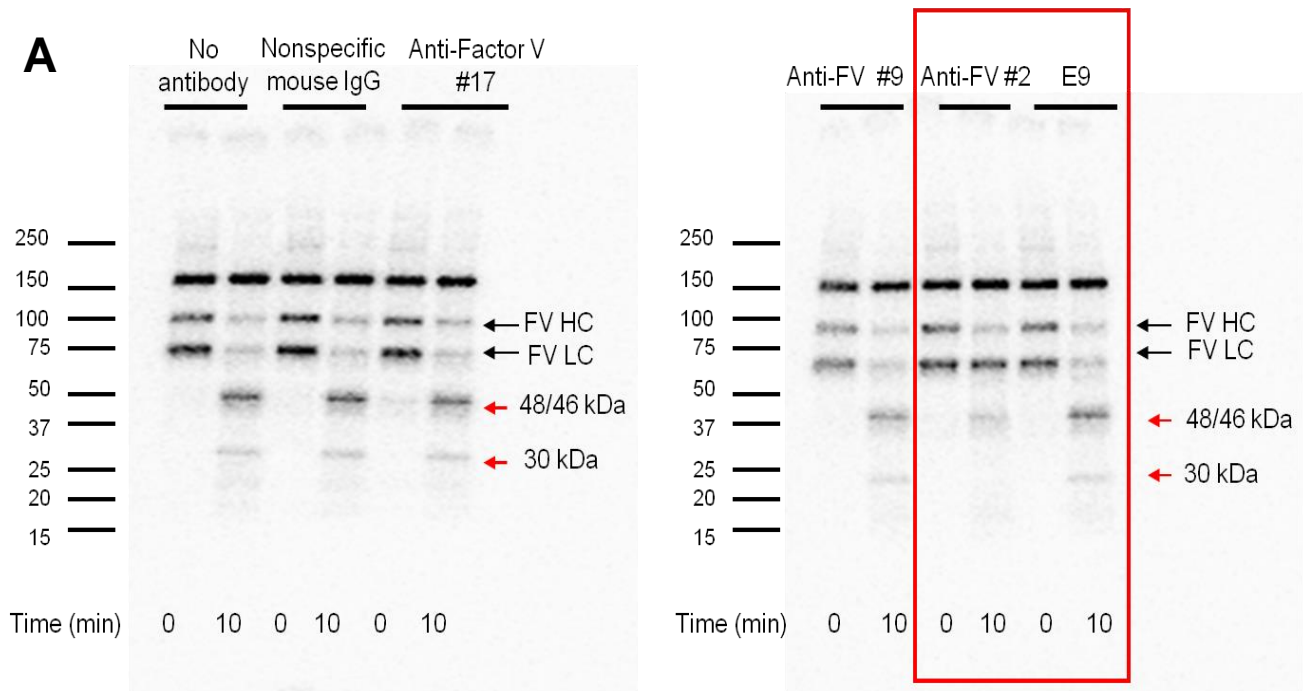 A
No antibody
Nonspecific mouse IgG
Anti-Factor V #17
250
150
100
75
50
37
25
20
15
FV HC
FV LC
48/46 kDa
30 kDa
Time (min) 0 10 0 10 0 10
Anti-FV #9 Anti-FV #2 E9
250
150
100
75
50
37
25
20
15
FV HC
FV LC
48/46 kDa
30 kDa
Time (min) 0 10 0 10 0 10